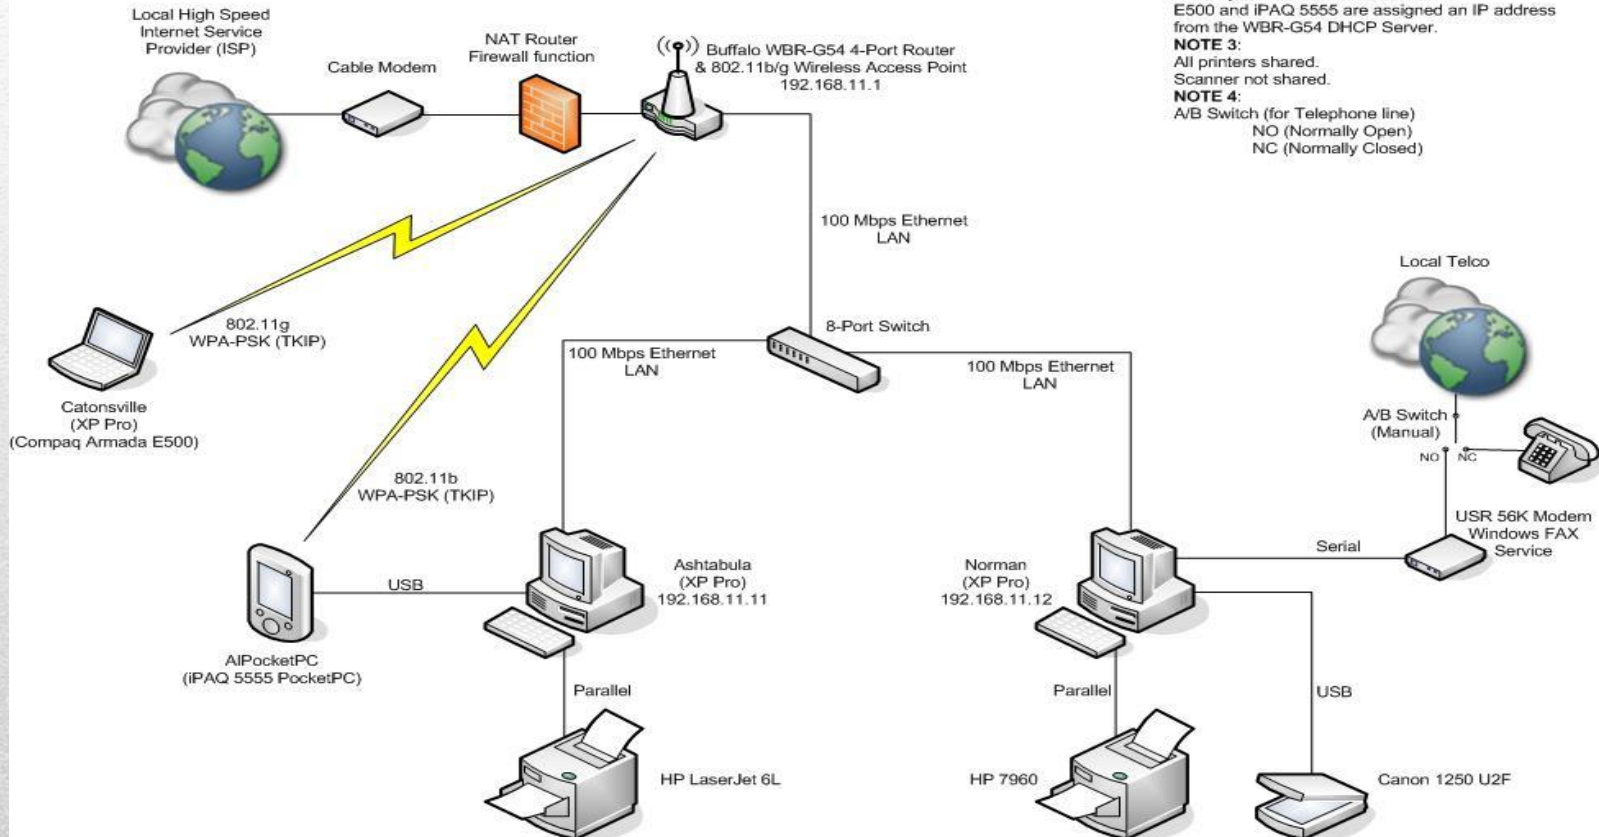 Local High Speed
Internet Service
Provider (ISP)
Cable Modem
NAT Router
Firewall function
Buffalo WBR-G54 4-Port Router
& 802.11b/g Wireless Access Point
192.168.11.1
E500 and iPAQ 5555 are assigned an IP address
from the WBR-G54 DHCP Server.
NOTE 3:
All printers shared.
Scanner not shared.
NOTE 4:
A/B Switch (for Telephone line)
NO (Normally Open)
NC (Normally Closed)
100 Mbps Ethernet
LAN
Local Telco
802.11g
WPA-PSK (TKIP)
8-Port Switch
100 Mbps Ethernet
LAN
100 Mbps Ethernet
LAN
Catonsville
(XP Pro)
(Compaq Armada E500)
A/B Switch
(Manual)
NO
NC
802.11b
WPA-PSK (TKIP)
USR 56K Modem
Windows FAX
Service
Serial
USB
Ashtabula
(XP Pro)
192.168.11.11
Norman
(XP Pro)
192.168.11.12
AlPocketPC
(iPAQ 5555 PocketPC)
Parallel
Parallel
USB
HP LaserJet 6L
HP 7960
Canon 1250 U2F